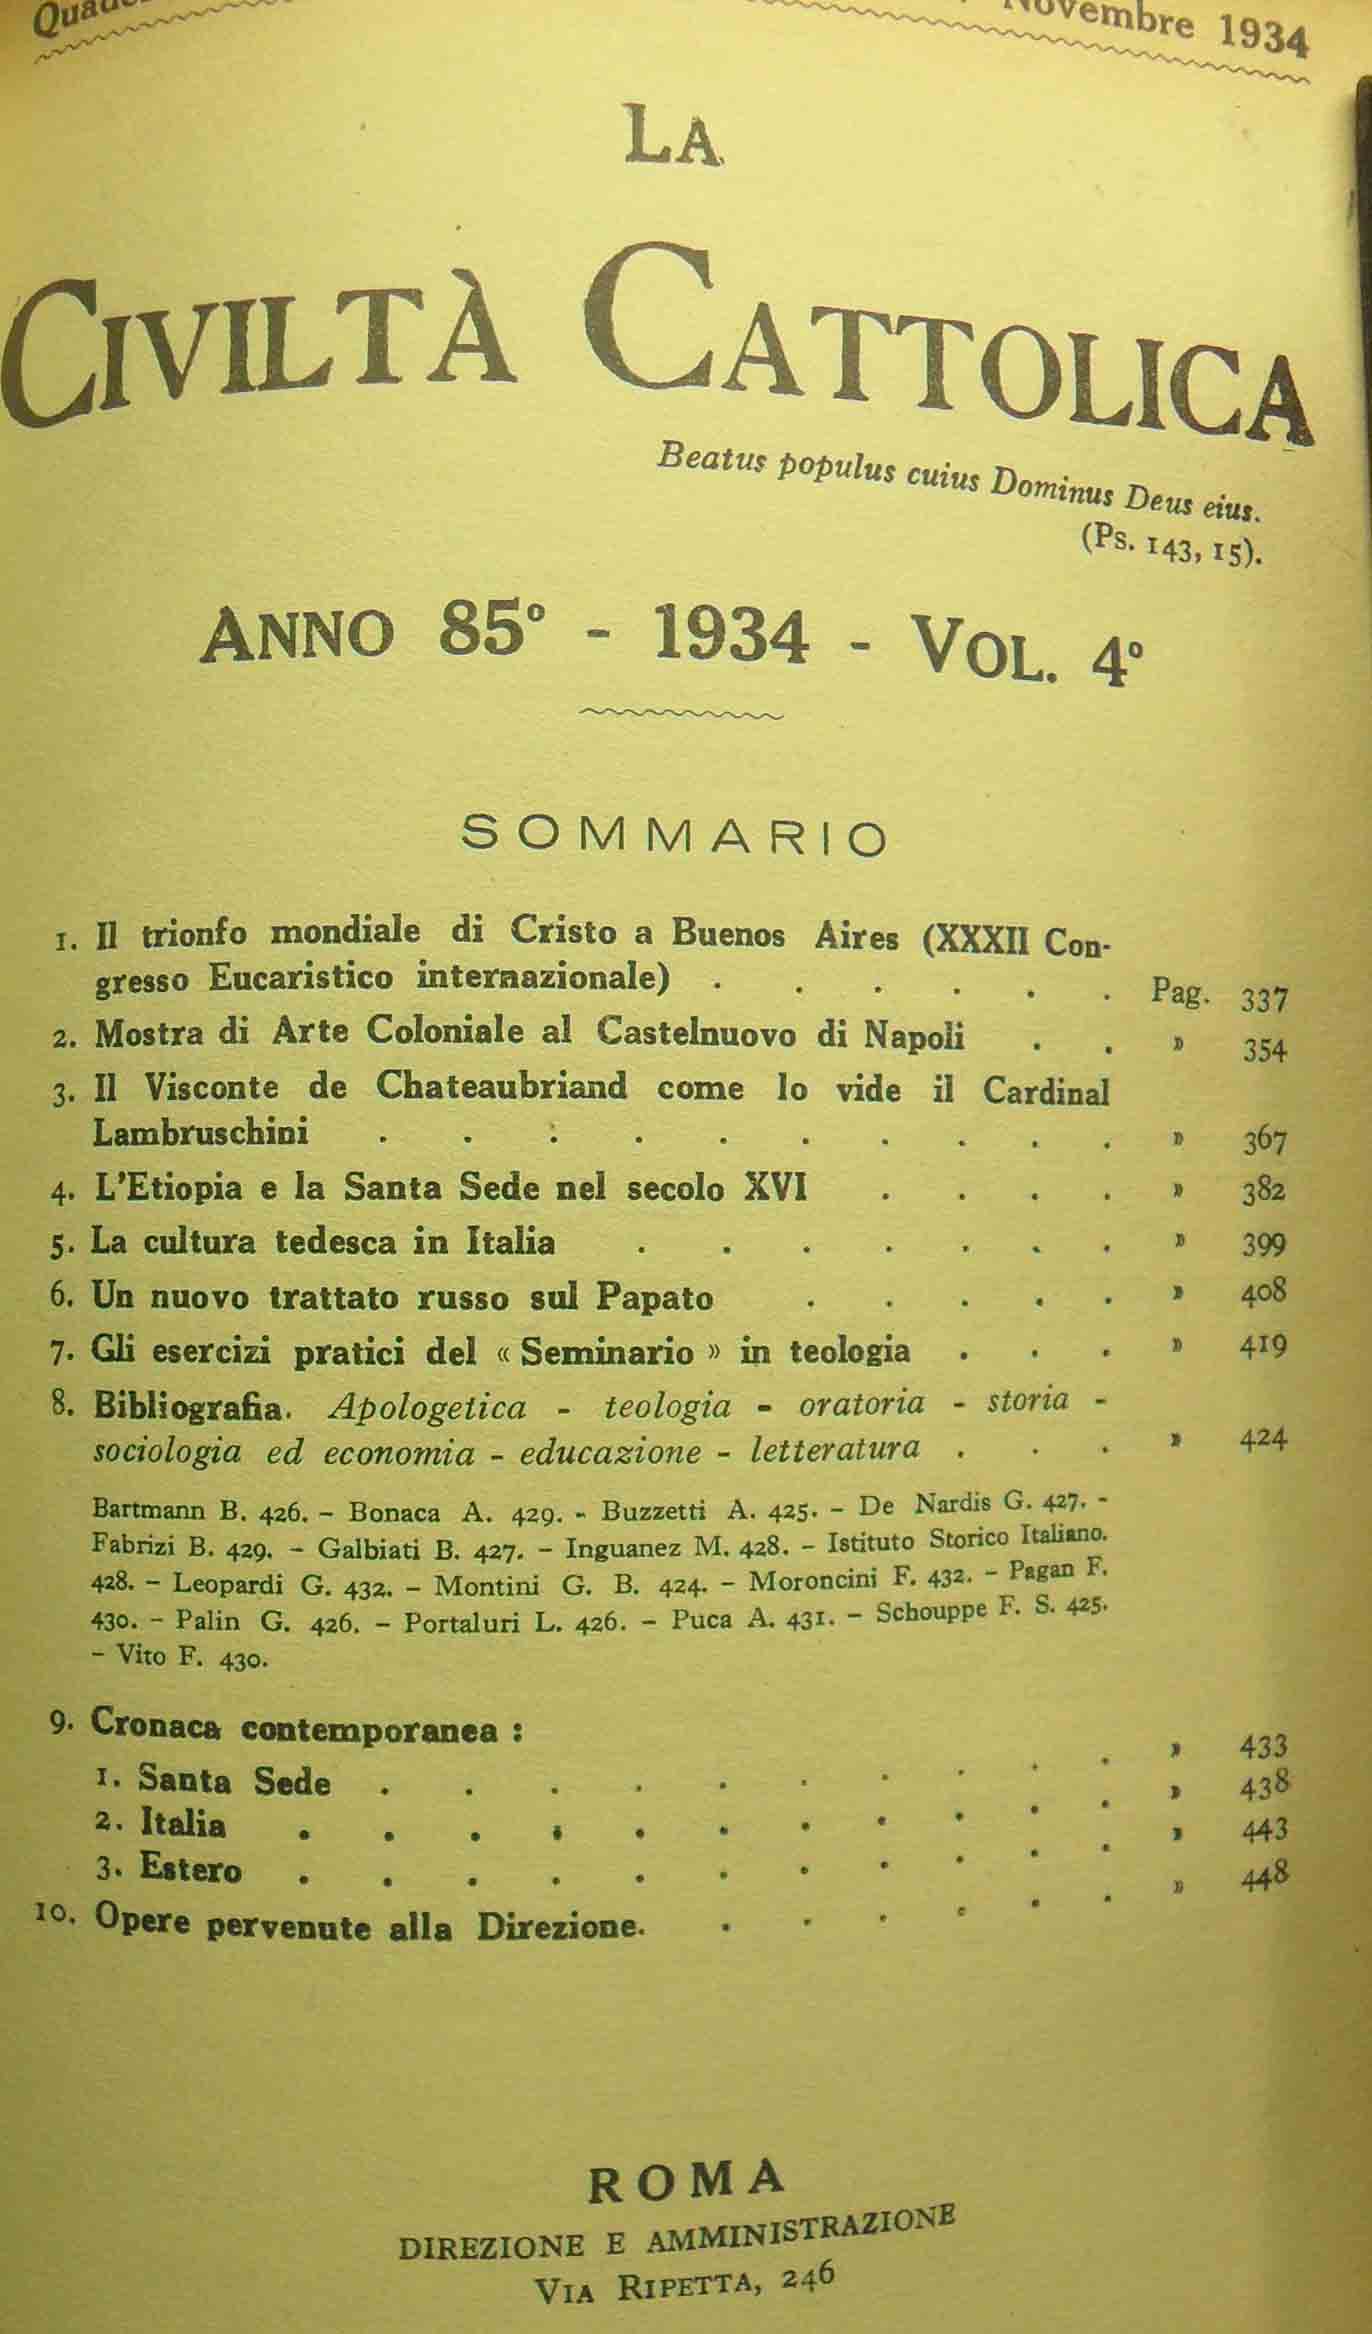 Novembre 1934
LA
CIVILTÀ CATTOLICA
Beatus populus cuius Dominus Deus eius.
(Ps. 143, 15).
ANNO 85° - 1934 - VOL. 4°
SOMMARIO
1. Il trionfo mondiale di Cristo a Buenos Aires (XXXII Con-
gresso Eucaristico internazionale) . . . . . . Pag. 337
2. Mostra di Arte Coloniale al Castelnuovo di Napoli . . » 354
3. Il Visconte de Chateaubriand come lo vide il Cardinal
Lambruschini . . . . . . . . . . » 367
4. L'Etiopia e la Santa Sede nel secolo XVI . . . . » 382
5. La cultura tedesca in Italia . . . . . . . » 399
6. Un nuovo trattato russo sul Papato . . . . . » 408
7. Gli esercizi pratici del « Seminario » in teologia . . . » 419
8. Bibliografia. Apologetica - teologia - oratoria - storia -
sociologia ed economia - educazione - letteratura . . . » 424
Bartmann B. 426. - Bonaca A. 429. - Buzzetti A. 425. - De Nardis G. 427. -
Fabrizi B. 429. - Galbiati B. 427. - Inguanez M. 428. - Istituto Storico Italiano.
428. - Leopardi G. 432. - Montini G. B. 424. - Moroncini F. 432. - Pagan F.
430. - Palin G. 426. - Portaluri L. 426. - Puca A. 431. - Schouppe F. S. 425.
- Vito F. 430.
9. Cronaca contemporanea :
1. Santa Sede . . . . . . . . . . » 433
2. Italia . . . . . . . . . . . » 438
3. Estero . . . . . . . . . . . » 443
10. Opere pervenute alla Direzione. . . . . . . » 448
ROMA
DIREZIONE E AMMINISTRAZIONE
VIA RIPETTA, 246